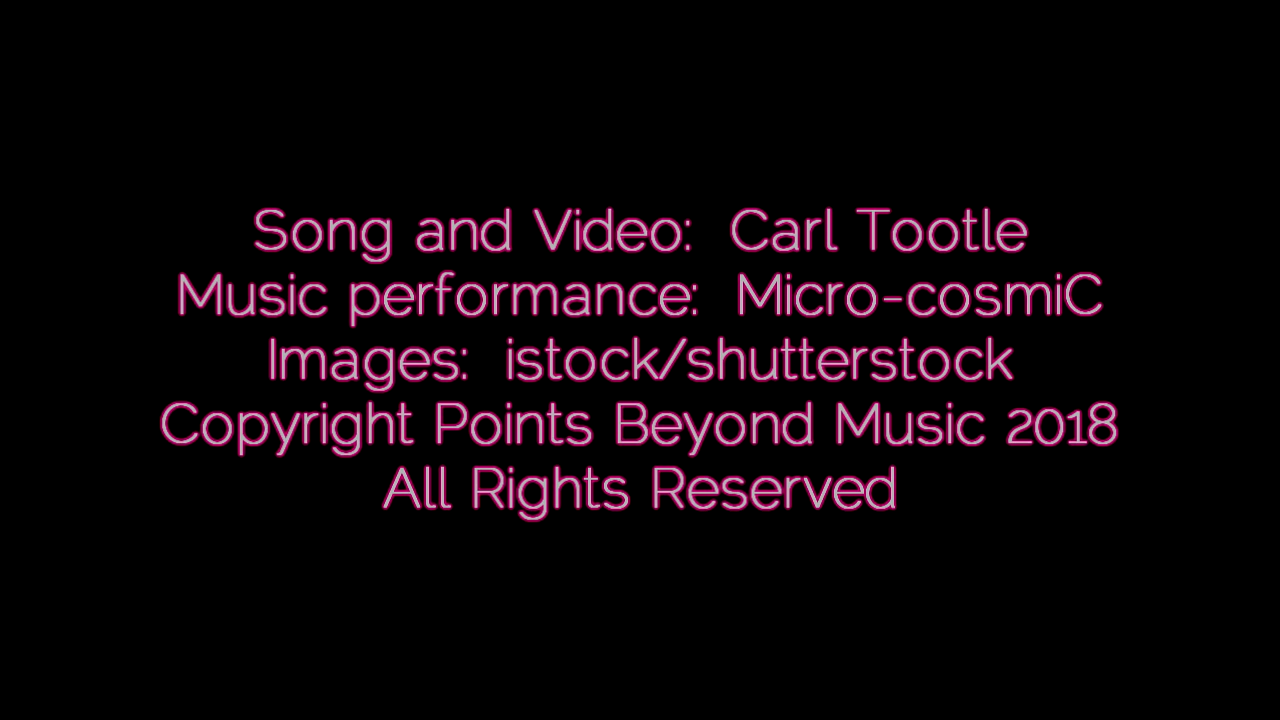 Song and Video:  Carl Tootle
Music performance:  Micro-cosmiC
Images:  istock/shutterstock
Copyright Points Beyond Music 2018
All Rights Reserved